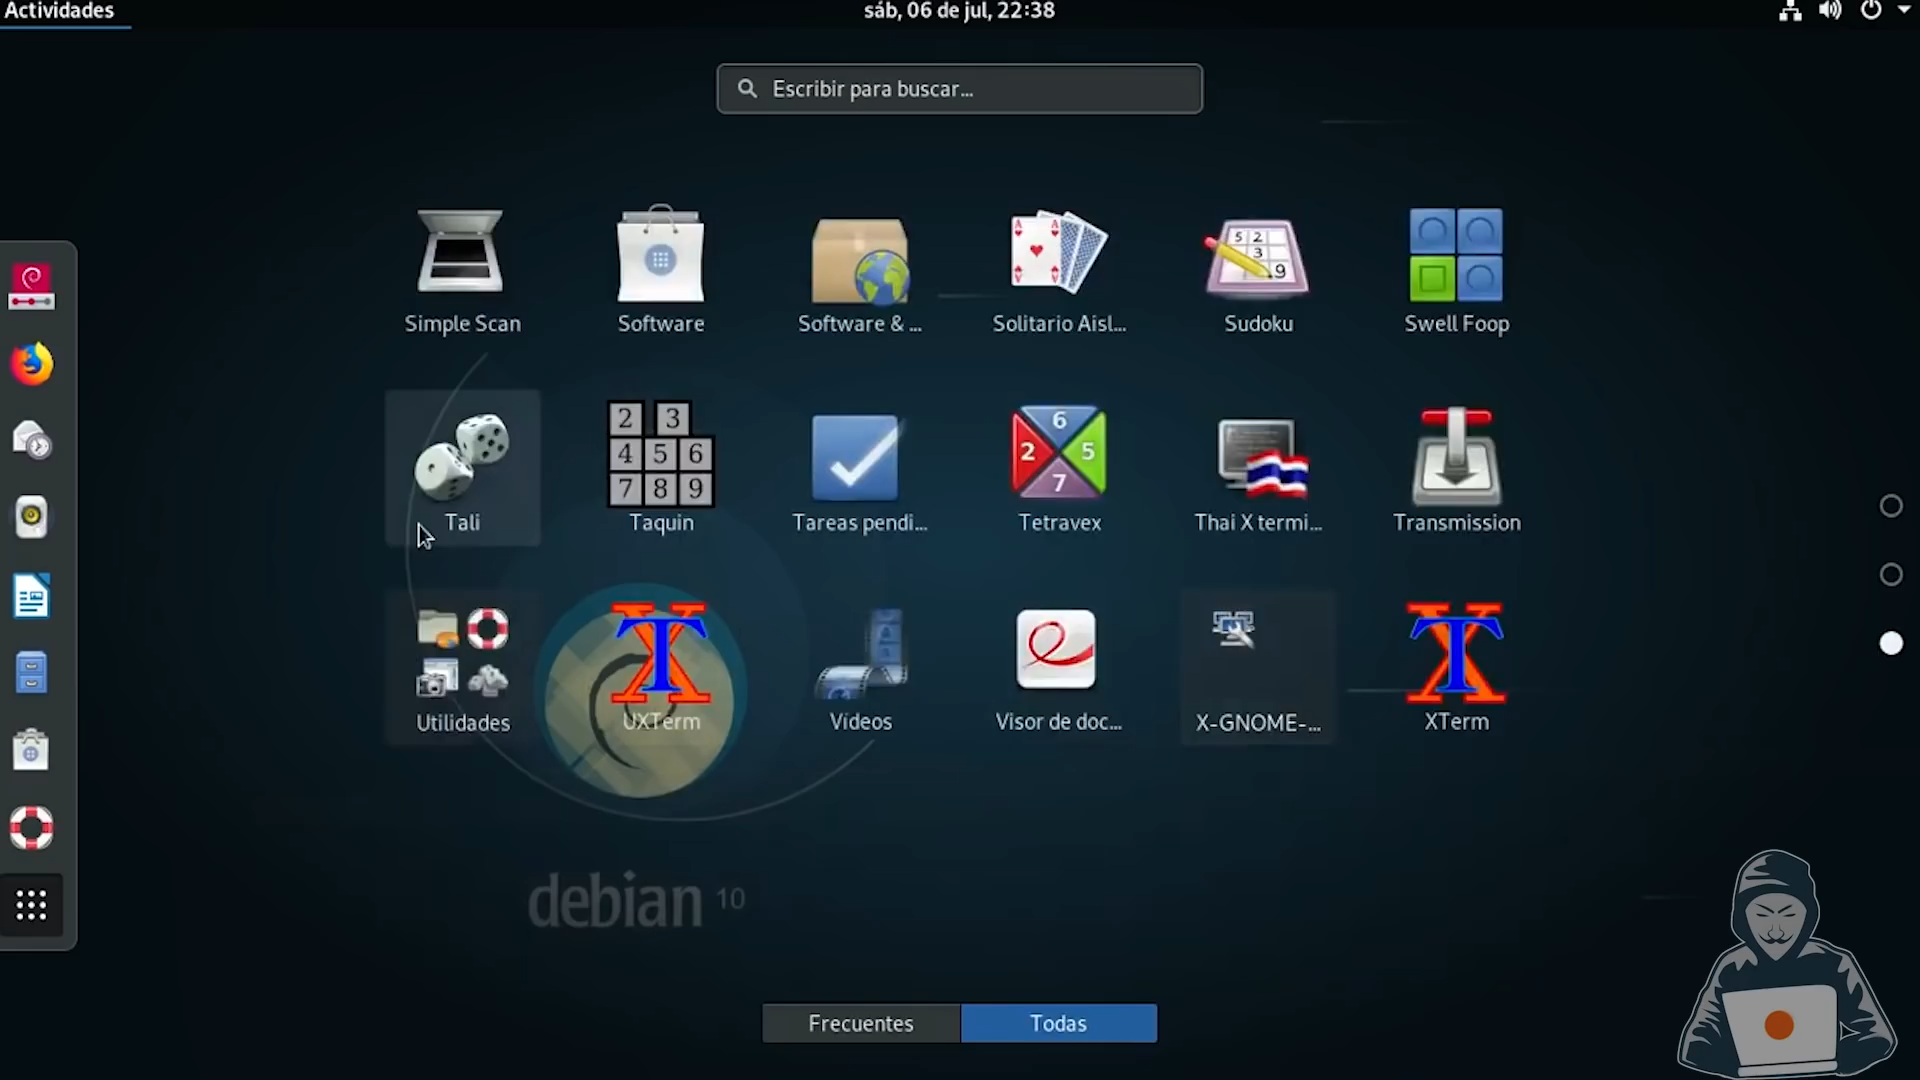 Actividades
sáb, 06 de jul, 22:38
Escribir para buscar...
Simple Scan
Software
Software & ...
Solitario Aisl...
Sudoku
Swell Foop
Tali
Taquin
Tareas pendi...
Tetravex
Thai X termi...
Transmission
Utilidades
UXTerm
Vídeos
Visor de doc...
X-GNOME-...
XTerm
debian 10
Frecuentes
Todas